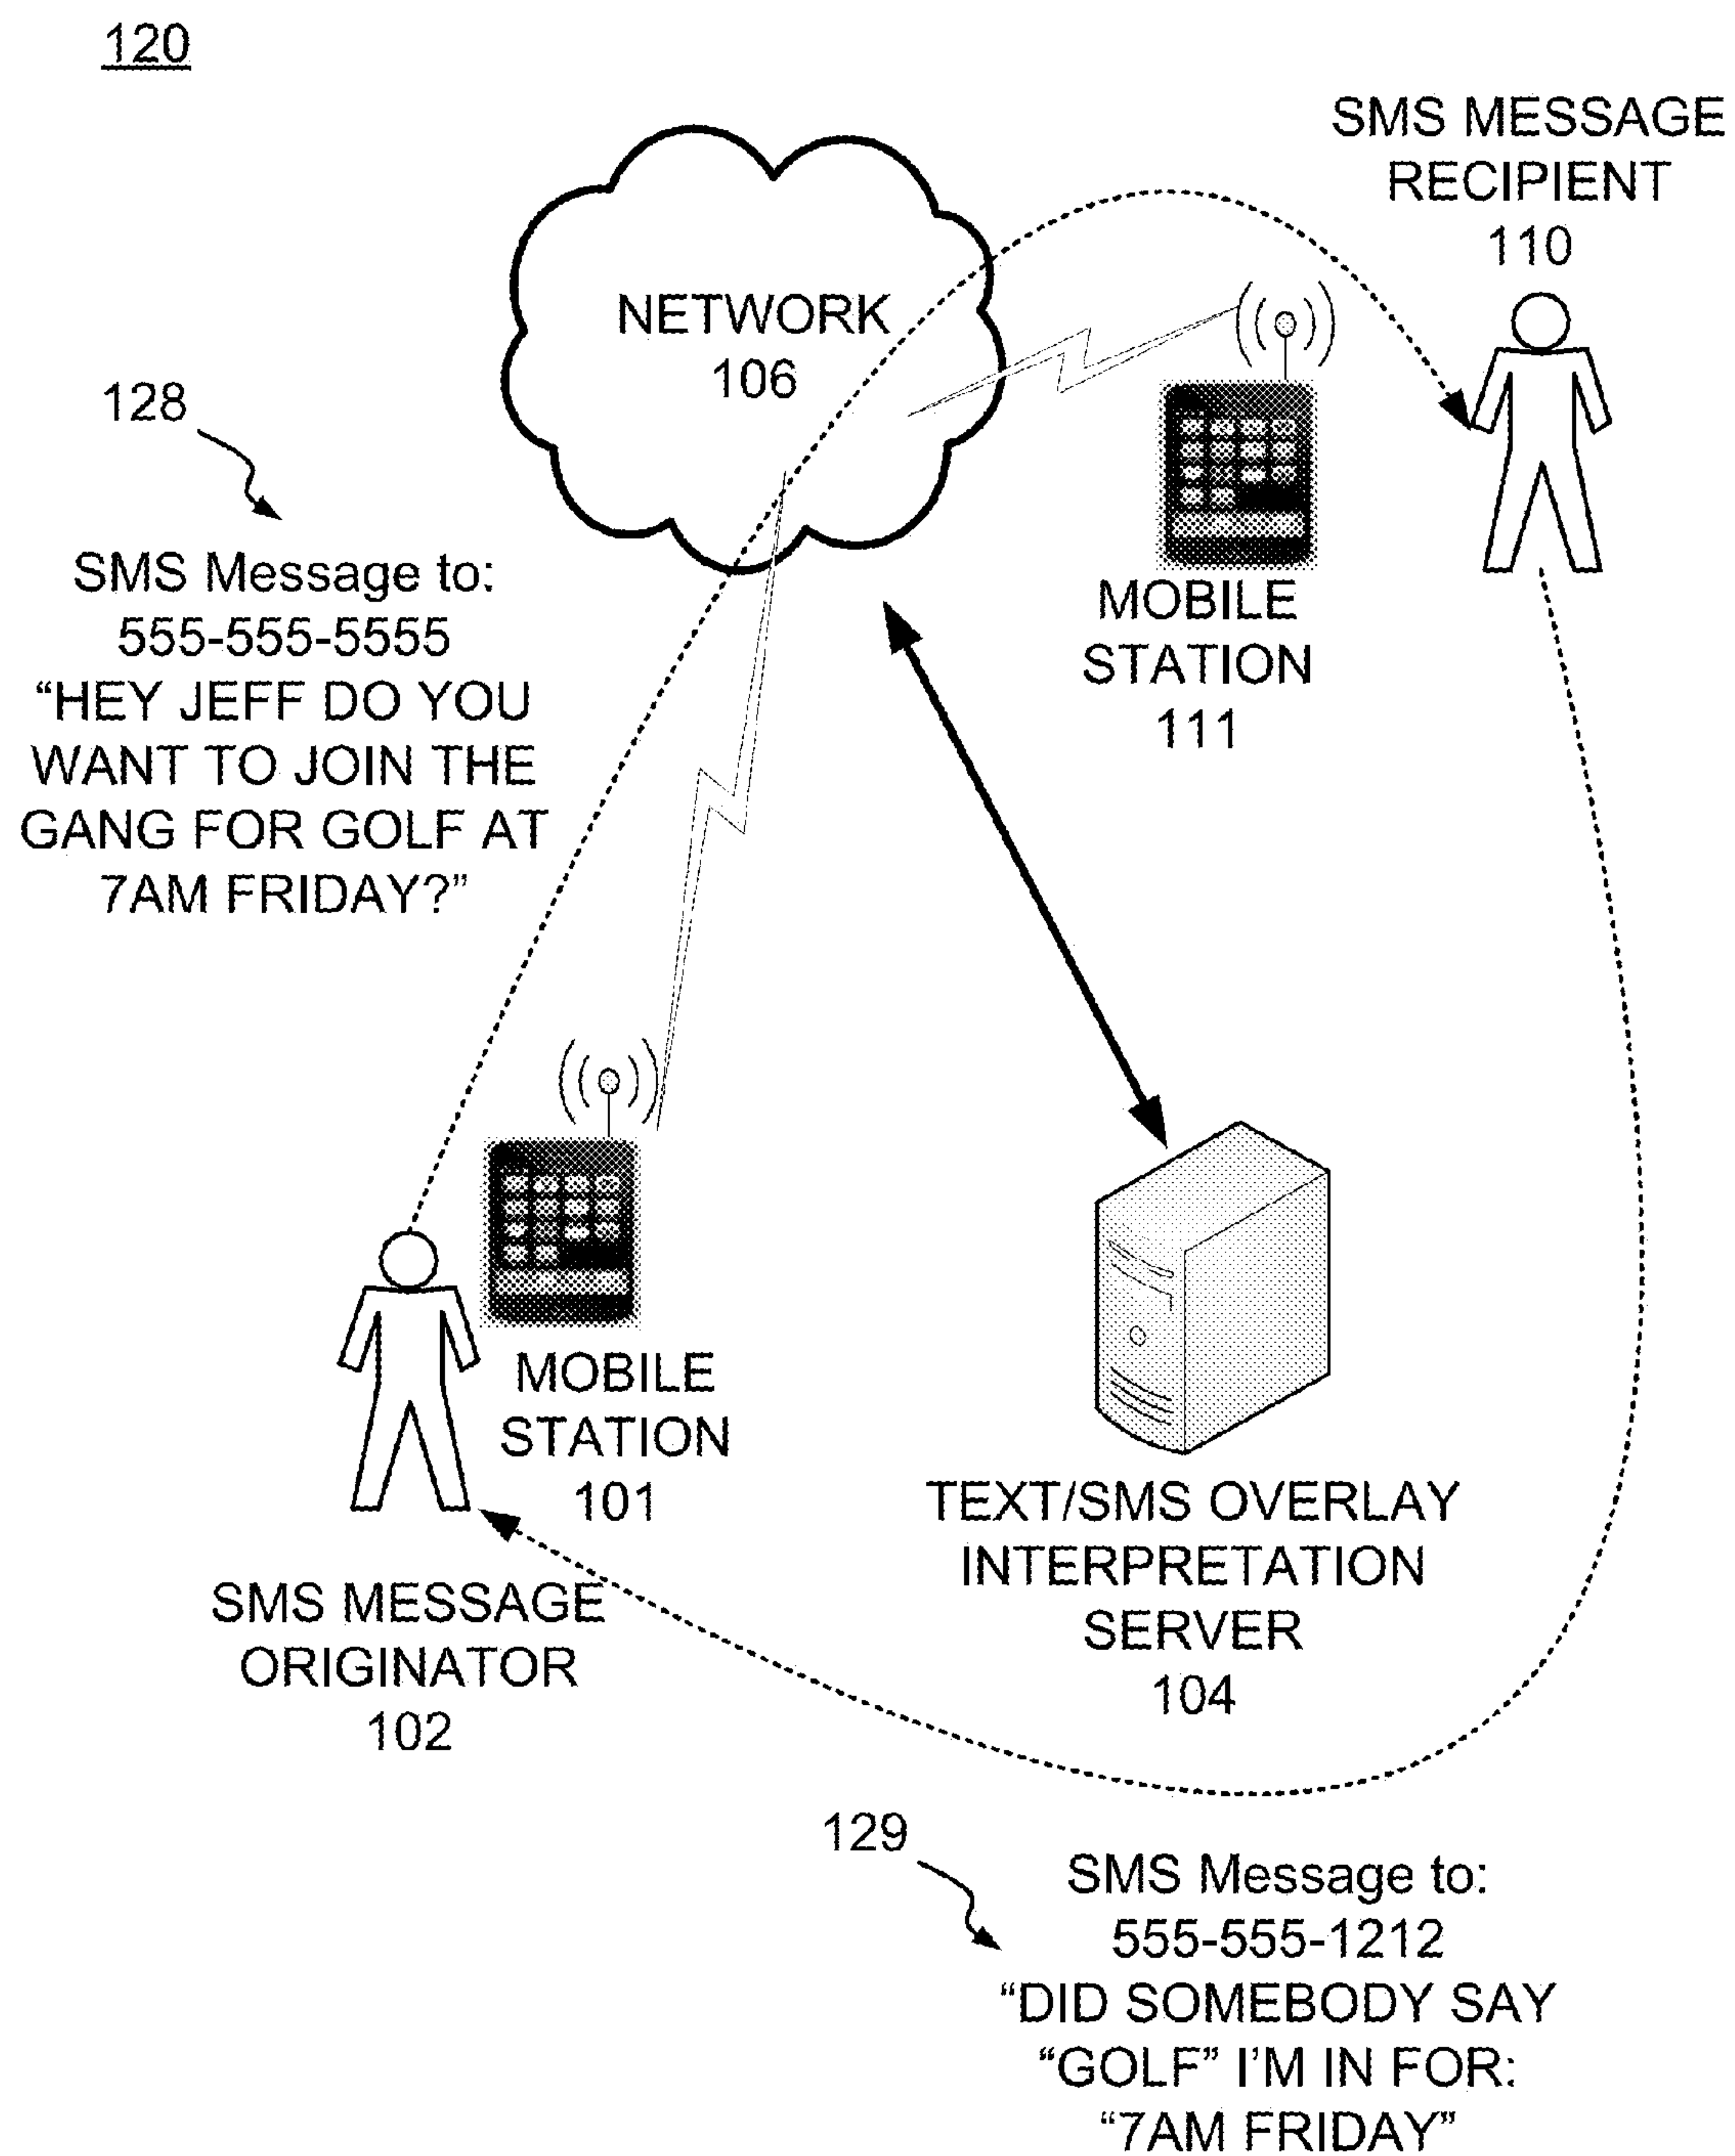 120
SMS MESSAGE
RECIPIENT
110
NETWORK
106
128
SMS Message to:
555-555-5555
“HEY JEFF DO YOU
WANT TO JOIN THE
GANG FOR GOLF AT
7AM FRIDAY?”
MOBILE
STATION
111
MOBILE
STATION
101
SMS MESSAGE
ORIGINATOR
102
TEXT/SMS OVERLAY
INTERPRETATION
SERVER
104
129
SMS Message to:
555-555-1212
“DID SOMEBODY SAY
“GOLF” I’M IN FOR:
“7AM FRIDAY”